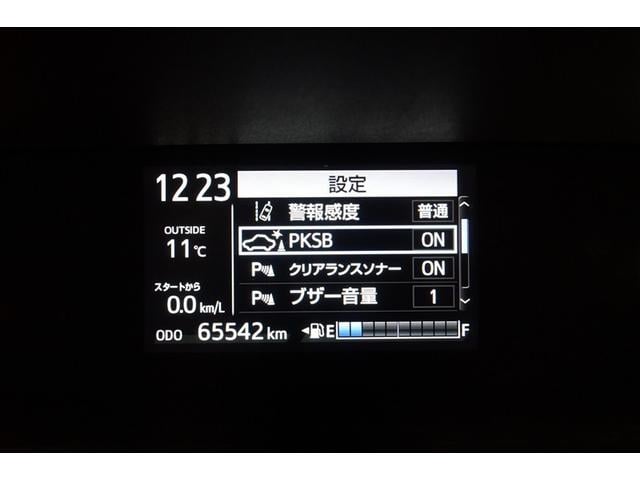 12 23
設定
警報感度 普通
PKSB ON
クリアランスソナー ON
ブザー音量 1
OUTSIDE
11℃
スタートから
0.0 km/L
ODO 65542 km E F